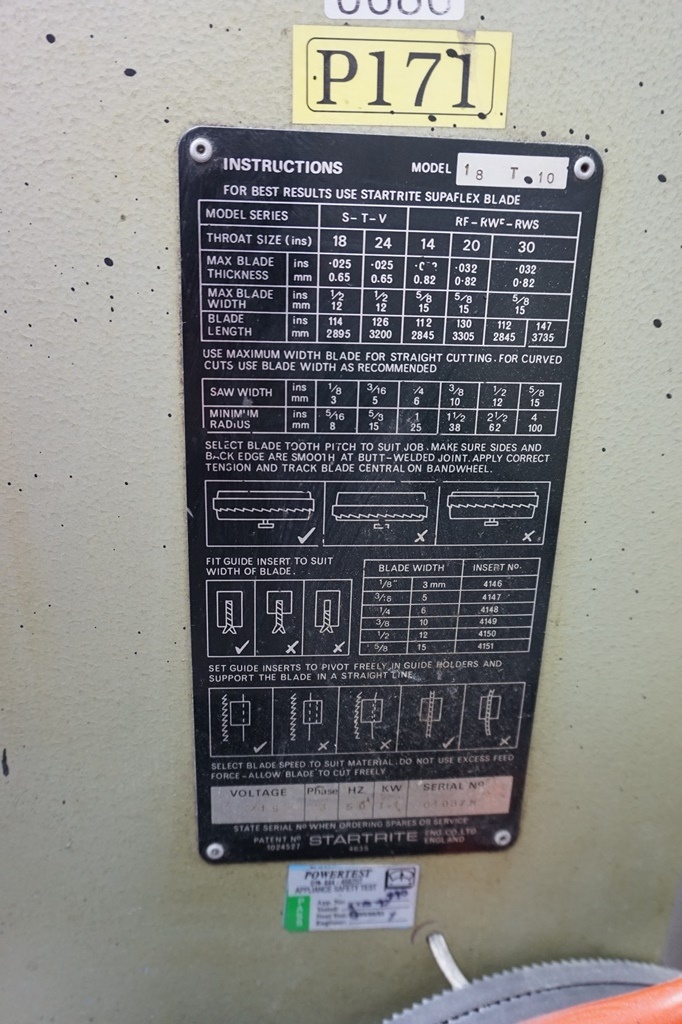 P171
INSTRUCTIONS MODEL 18 T.10
FOR BEST RESULTS USE STARTRITE SUPAFLEX BLADE
MODEL SERIES S-T-V RF-RWF-RWS
THROAT SIZE (ins) 18 24 14 20 30
MAX BLADE THICKNESS ins ·025 ·025 ·032 ·032
mm 0.65 0.65 0.82 0·82 0·82
MAX BLADE WIDTH ins 1/2 1/2 5/8 5/8 5/8
mm 12 12 15 15 15
BLADE LENGTH ins 114 126 112 130 112 147
mm 2895 3200 2845 3305 2845 3735
USE MAXIMUM WIDTH BLADE FOR STRAIGHT CUTTING. FOR CURVED
CUTS USE BLADE WIDTH AS RECOMMENDED
SAW WIDTH ins 1/8 3/16 1/4 3/8 1/2 5/8
mm 3 5 6 10 12 15
MINIMUM RADIUS ins 5/16 5/8 1 1 1/2 2 1/2 4
mm 8 15 25 38 62 100
SELECT BLADE TOOTH PITCH TO SUIT JOB. MAKE SURE SIDES AND
BACK EDGE ARE SMOOTH AT BUTT-WELDED JOINT. APPLY CORRECT
TENSION AND TRACK BLADE CENTRAL ON BANDWHEEL.
FIT GUIDE INSERT TO SUIT
WIDTH OF BLADE.
BLADE WIDTH INSERT No.
1/8" 3 mm 4146
3/16 5 4147
1/4 6 4148
3/8 10 4149
1/2 12 4150
5/8 15 4151
SET GUIDE INSERTS TO PIVOT FREELY IN GUIDE HOLDERS AND
SUPPORT THE BLADE IN A STRAIGHT LINE
SELECT BLADE SPEED TO SUIT MATERIAL. DO NOT USE EXCESS FEED
FORCE-ALLOW BLADE TO CUT FREELY
VOLTAGE Phase HZ KW SERIAL No
STATE SERIAL No WHEN ORDERING SPARES OR SERVICE
PATENT No 1024527 STARTRITE ENG. CO. LTD. ENGLAND
4635
POWERTEST
APPLIANCE SAFETY TEST